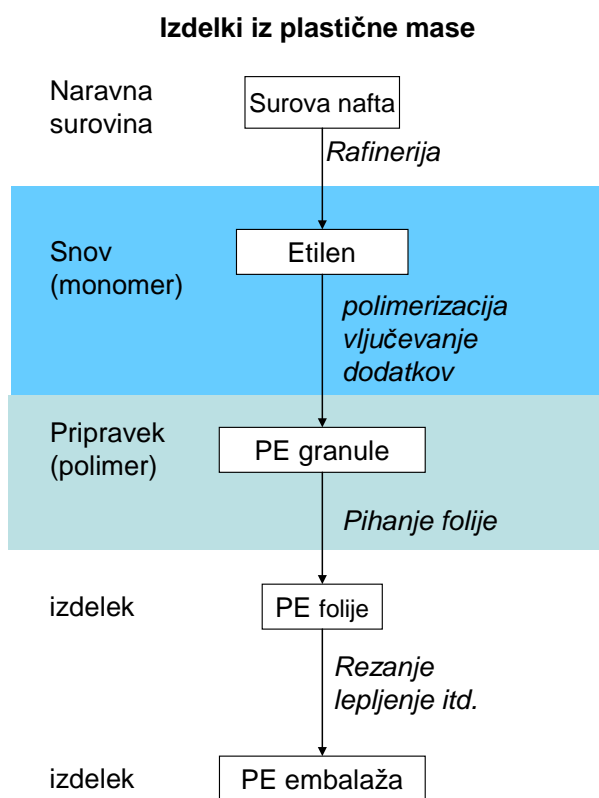 Izdelki iz plastične mase
Naravna
surovina
Surova nafta
Rafinerija
Snov
(monomer)
Etilen
polimerizacija
vljučevanje
dodatkov
Pripravek
(polimer)
PE granule
Pihanje folije
izdelek
PE folije
Rezanje
lepljenje itd.
izdelek
PE embalaža